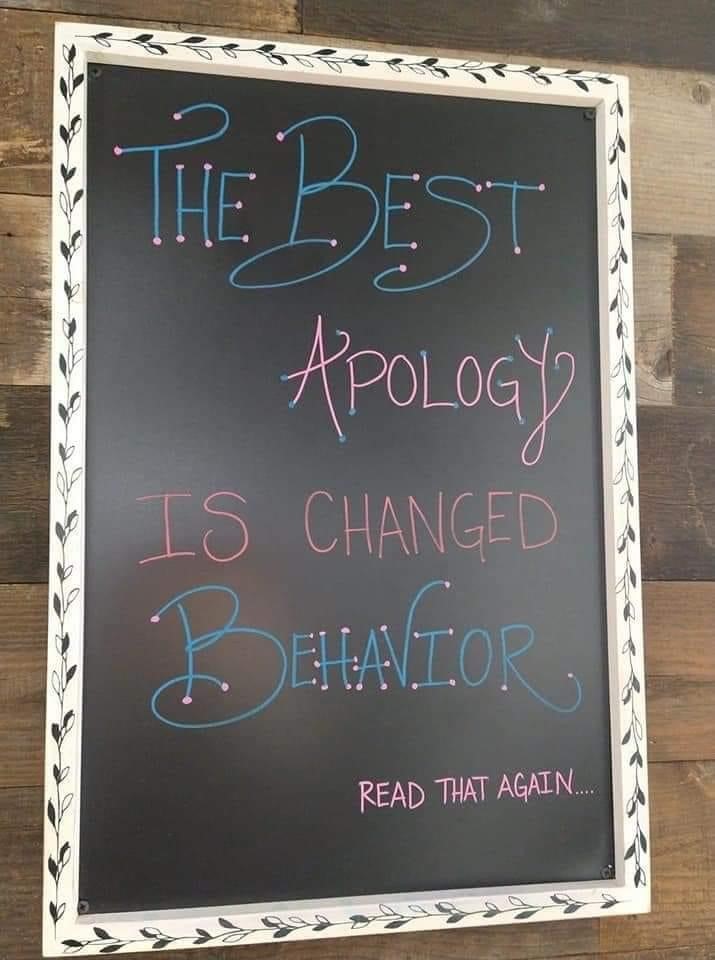 THE BEST
APOLOGY
IS CHANGED
BEHAVIOR
READ THAT AGAIN....